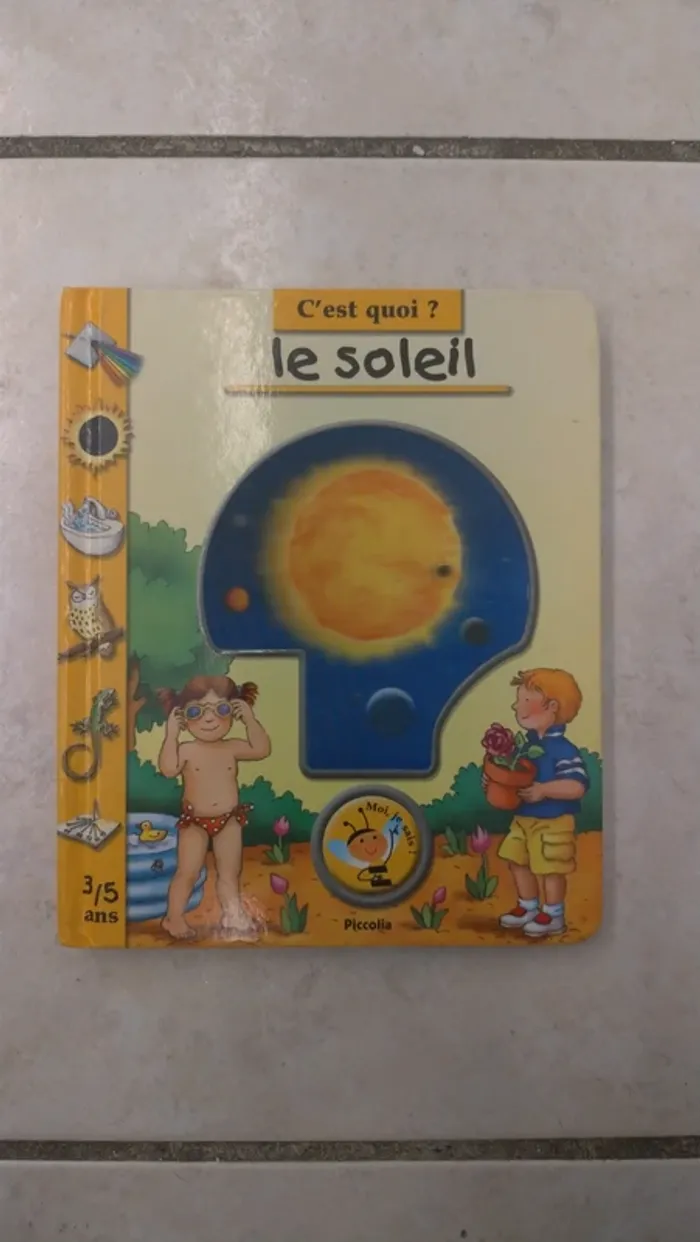 C'est quoi ?
le soleil
Moi, je sais !
3/5
ans
Piccolia